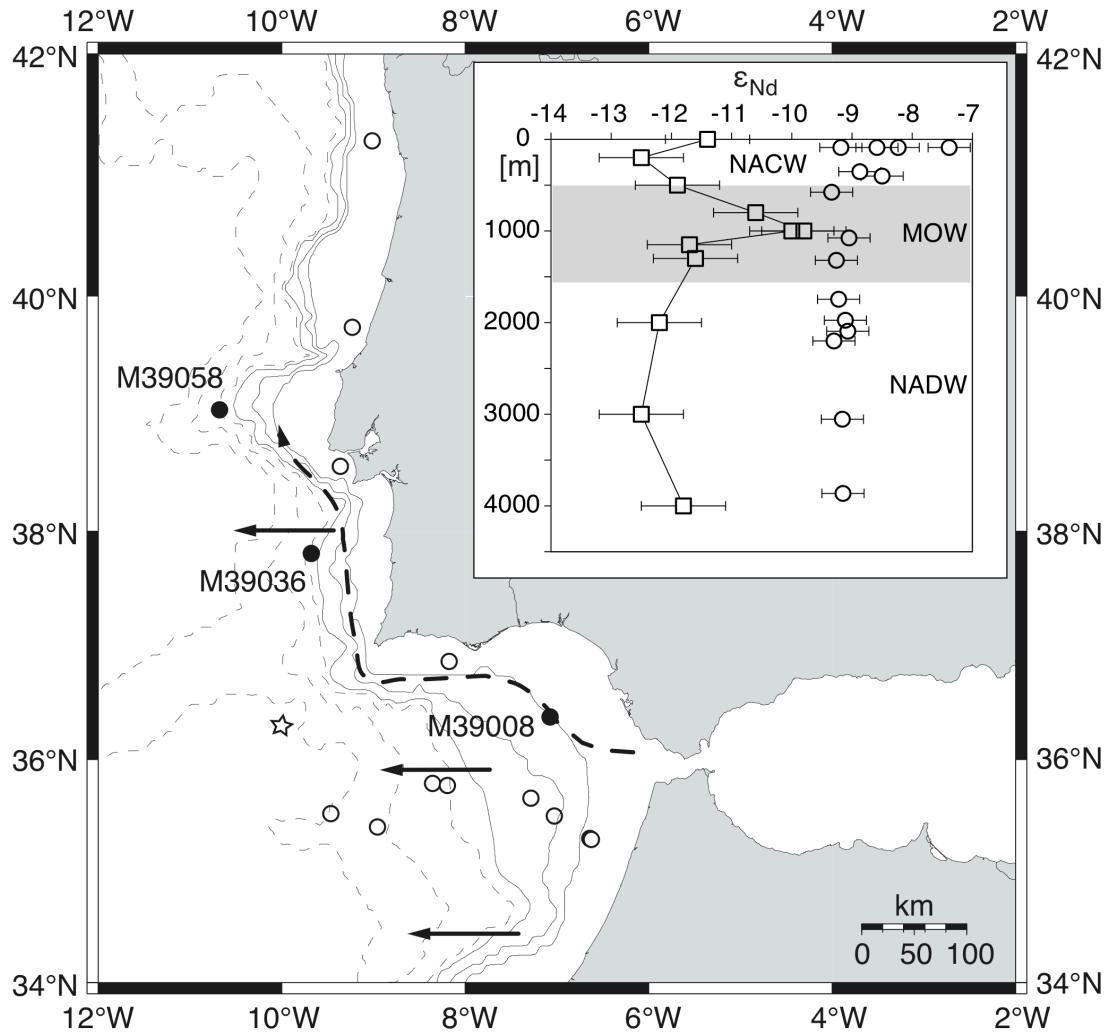 12°W 10°W 8°W 6°W 4°W 2°W
42°N 42°N
εNd
-14 -13 -12 -11 -10 -9 -8 -7
0
[m]
NACW
1000
MOW
40°N 40°N
2000
M39058
NADW
3000
4000
38°N 38°N
M39036
M39008
36°N 36°N
km
0 50 100
34°N 34°N
12°W 10°W 8°W 6°W 4°W 2°W